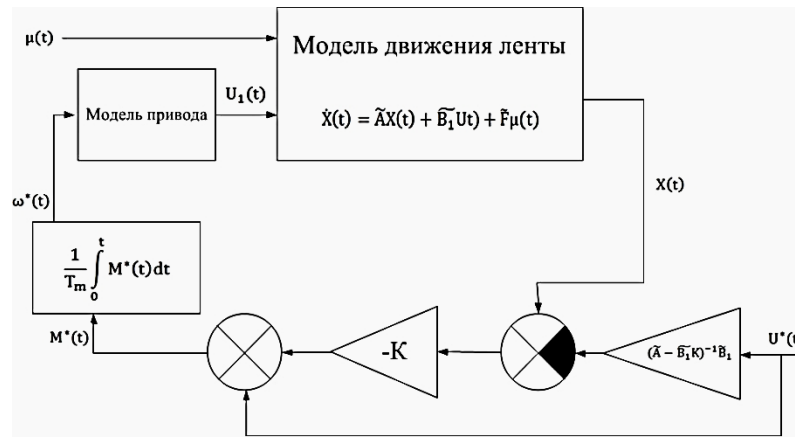 μ(t)
Модель движения ленты
Ẋ(t) = ÃX(t) + B̃₁Ut) + F̃μ(t)
U₁(t)
Модель привода
ω*(t)
X(t)
1/Tₘ ∫₀ᵗ M*(t)dt
M*(t)
-K
(Ã − B̃₁K)⁻¹B̃₁
U*(t